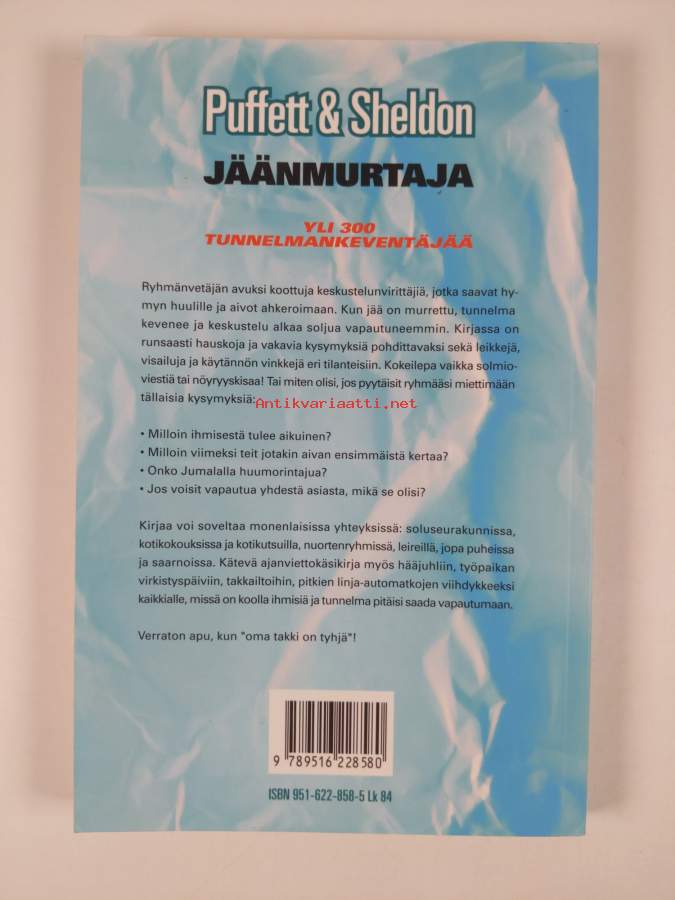 Puffett & Sheldon
JÄÄNMURTAJA
YLI 300
TUNNELMANKEVENTÄJÄÄ
Ryhmänvetäjän avuksi koottuja keskustelunvirittäjiä, jotka saavat hy-
myn huulille ja aivot ahkeroimaan. Kun jää on murrettu, tunnelma
kevenee ja keskustelu alkaa soljua vapautuneemmin. Kirjassa on
runsaasti hauskoja ja vakavia kysymyksiä pohdittavaksi sekä leikkejä,
visailuja ja käytännön vinkkejä eri tilanteisiin. Kokeilepa vaikka solmio-
viestiä tai nöyryyskisaa! Tai miten olisi, jos pyytäisit ryhmääsi miettimään
tällaisia kysymyksiä:
Antikvariaatti.net
• Milloin ihmisestä tulee aikuinen?
• Milloin viimeksi teit jotakin aivan ensimmäistä kertaa?
• Onko Jumalalla huumorintajua?
• Jos voisit vapautua yhdestä asiasta, mikä se olisi?
Kirjaa voi soveltaa monenlaisissa yhteyksissä: soluseurakunnissa,
kotikokouksissa ja kotikutsuilla, nuortenryhmissä, leireillä, jopa puheissa
ja saarnoissa. Kätevä ajanviettokäsikirja myös hääjuhliin, työpaikan
virkistyspäiviin, takkailtoihin, pitkien linja-automatkojen viihdykkeeksi
kaikkialle, missä on koolla ihmisiä ja tunnelma pitäisi saada vapautumaan.
Verraton apu, kun "oma takki on tyhjä"!
9 789516 228580
ISBN 951-622-858-5 Lk 84